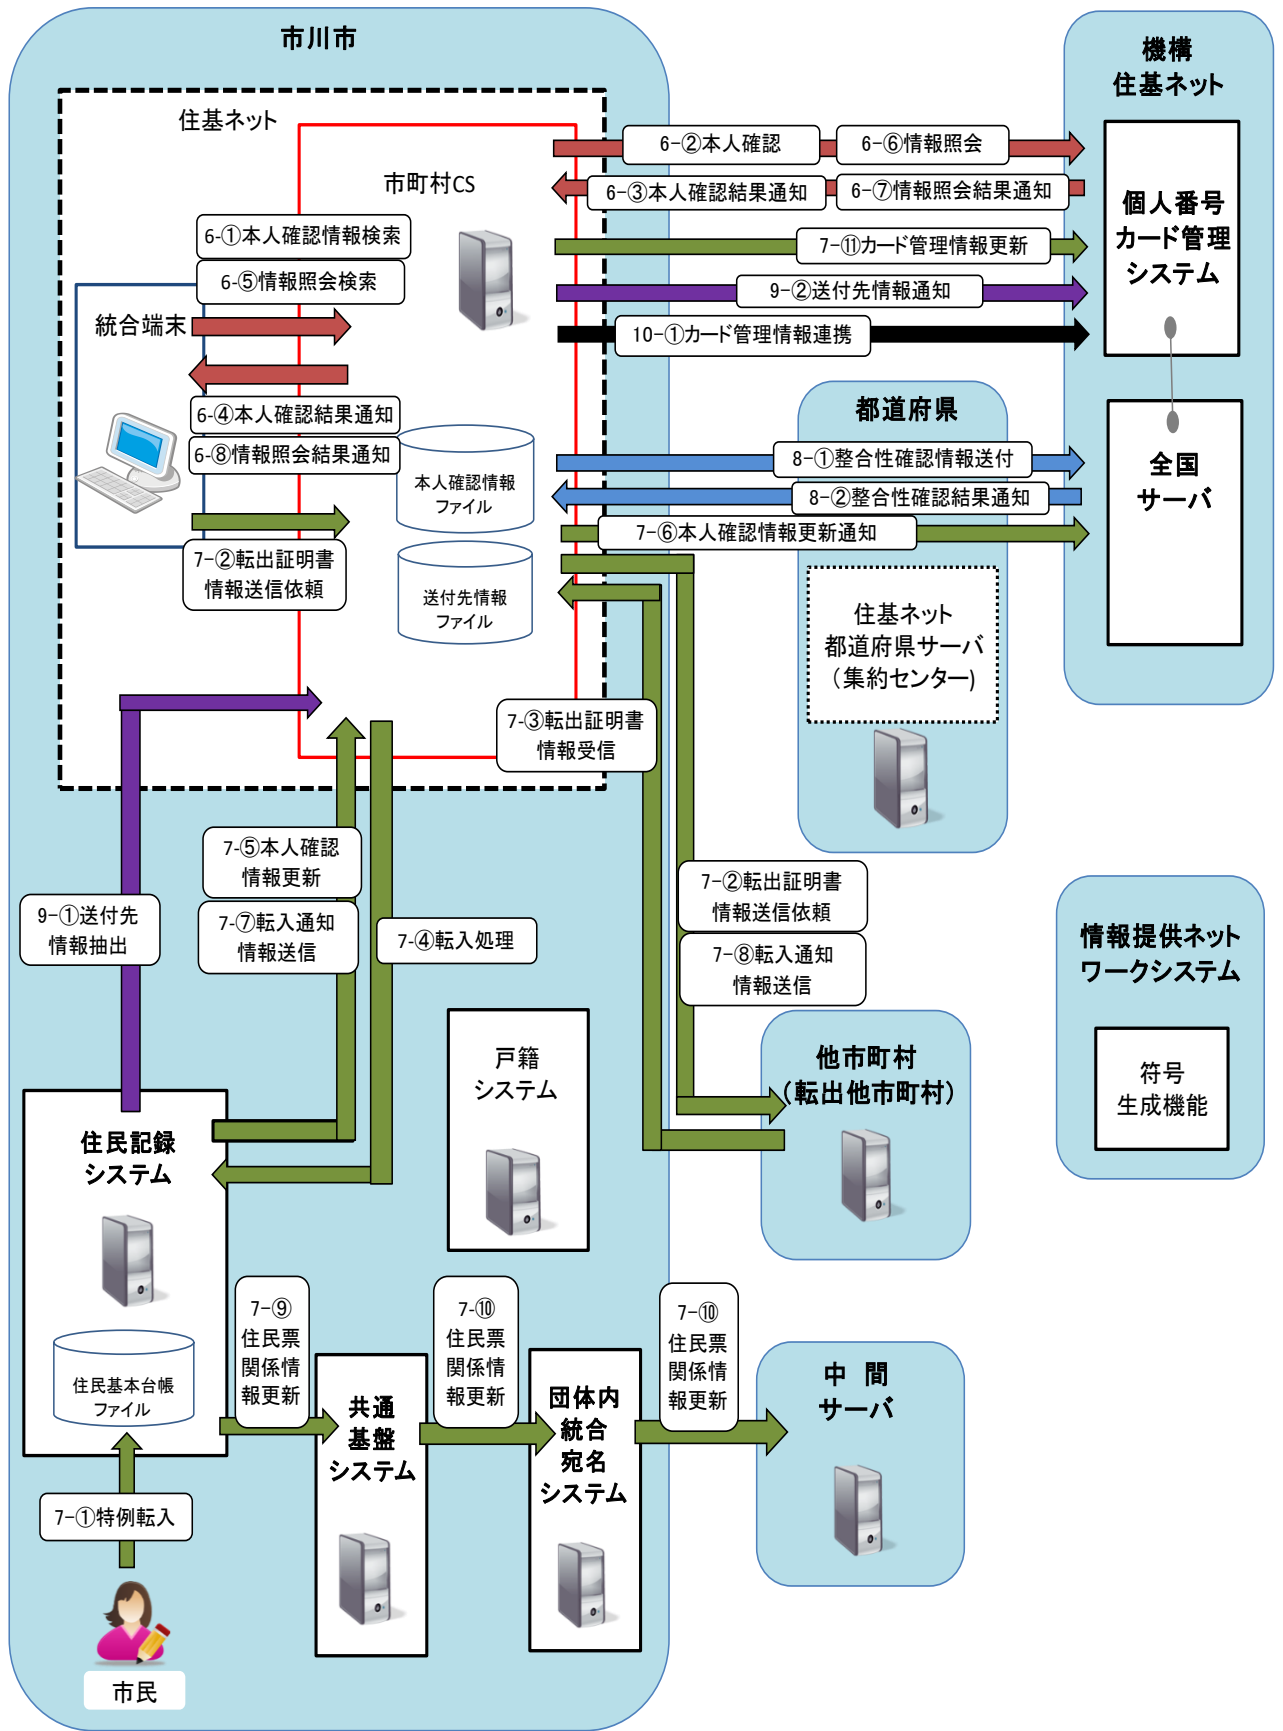 市川市
機構
住基ネット
住基ネット
市町村CS
6-②本人確認
6-⑥情報照会
6-③本人確認結果通知
6-⑦情報照会結果通知
個人番号
カード管理
システム
6-①本人確認情報検索
6-⑤情報照会検索
7-⑪カード管理情報更新
9-②送付先情報通知
統合端末
10-①カード管理情報連携
都道府県
6-④本人確認結果通知
6-⑧情報照会結果通知
8-①整合性確認情報送付
8-②整合性確認結果通知
全国
サーバ
本人確認情報
ファイル
7-⑥本人確認情報更新通知
7-②転出証明書
情報送信依頼
送付先情報
ファイル
住基ネット
都道府県サーバ
（集約センター）
7-③転出証明書
情報受信
7-⑤本人確認
情報更新
7-②転出証明書
情報送信依頼
9-①送付先
情報抽出
7-⑦転入通知
情報送信
7-④転入処理
7-⑧転入通知
情報送信
情報提供ネット
ワークシステム
符号
生成機能
戸籍
システム
他市町村
（転出他市町村）
住民記録
システム
住民基本台帳
ファイル
7-⑨
住民票
関係情
報更新
7-⑩
住民票
関係情
報更新
7-⑩
住民票
関係情
報更新
共通
基盤
システム
団体内
統合
宛名
システム
中 間
サーバ
7-①特例転入
市民